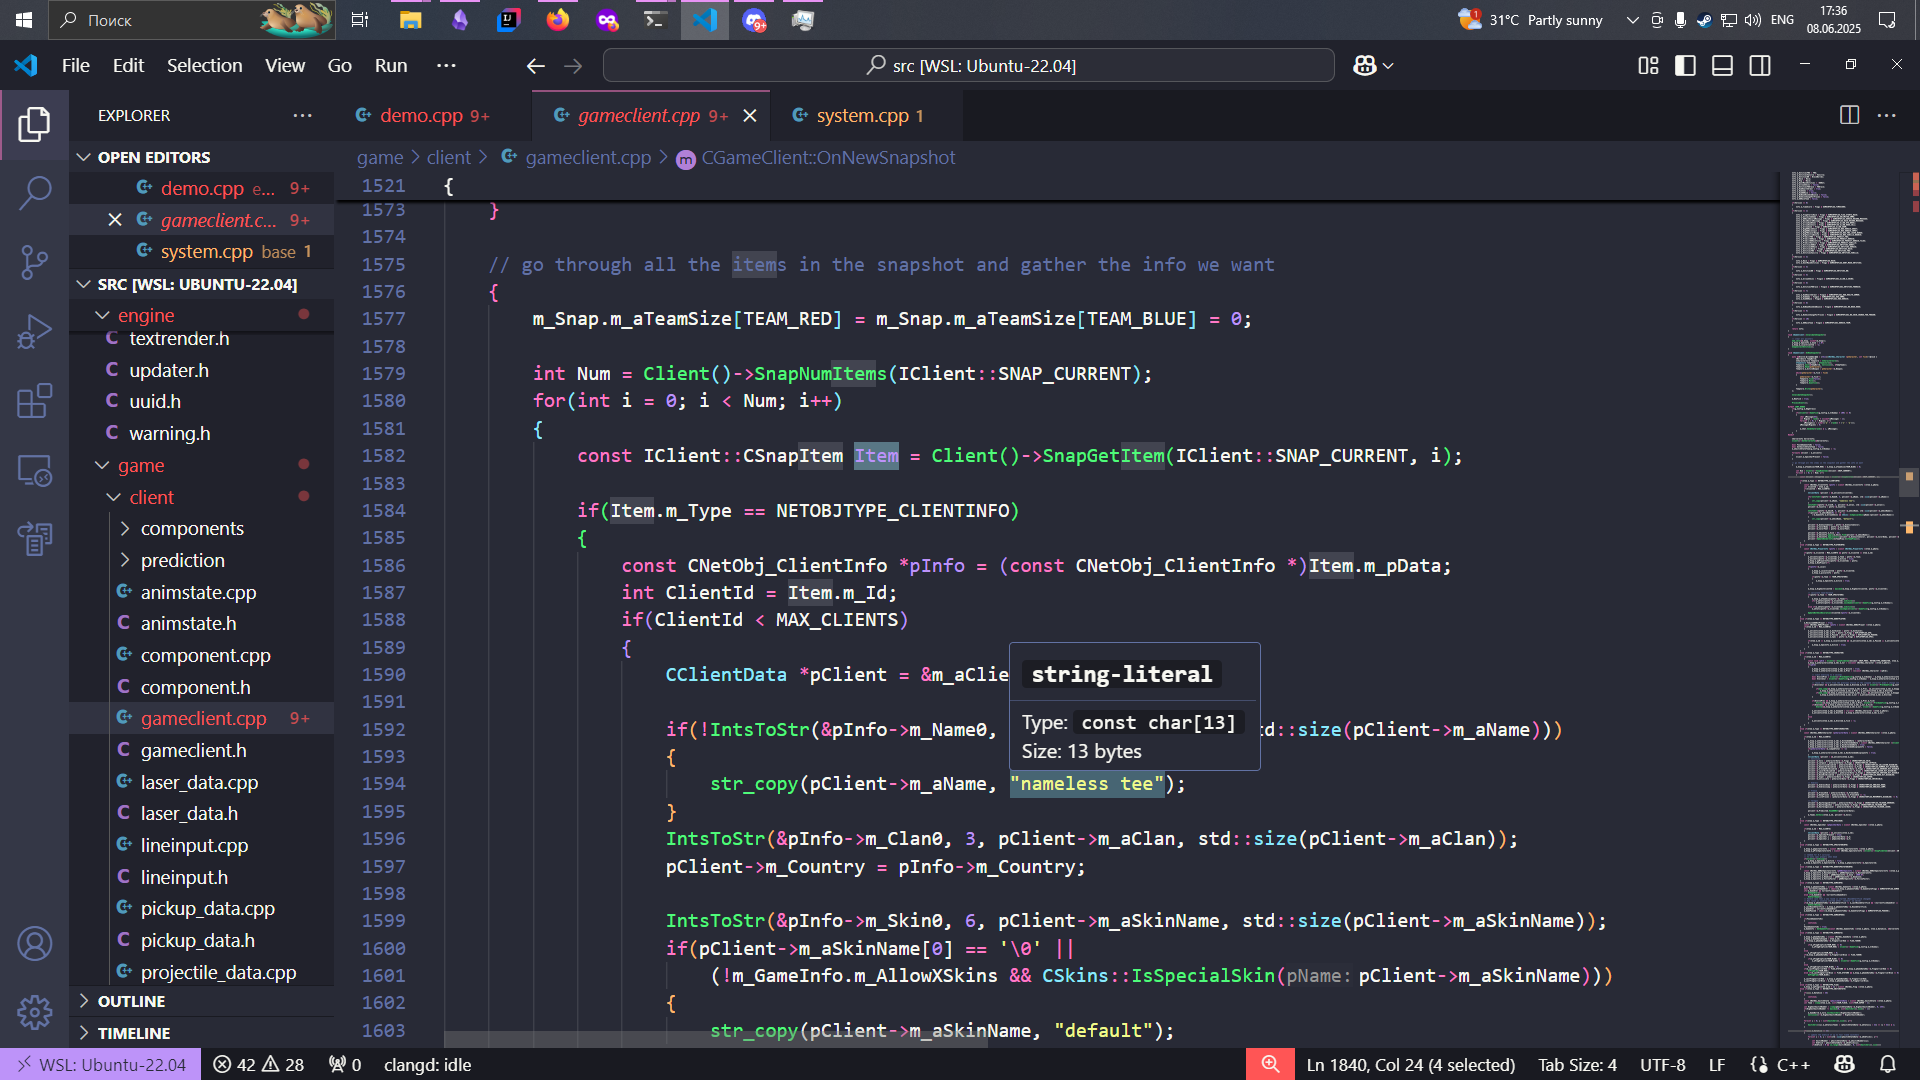 Поиск
9+
1
31°C Partly sunny
ENG
17:36
08.06.2025
File Edit Selection View Go Run ···
src [WSL: Ubuntu-22.04]
EXPLORER
demo.cpp 9+
gameclient.cpp 9+
system.cpp 1
OPEN EDITORS
demo.cpp e... 9+
gameclient.c... 9+
system.cpp base 1
SRC [WSL: UBUNTU-22.04]
engine
textrender.h
updater.h
uuid.h
warning.h
game
client
components
prediction
animstate.cpp
animstate.h
component.cpp
component.h
gameclient.cpp 9+
gameclient.h
laser_data.cpp
laser_data.h
lineinput.cpp
lineinput.h
pickup_data.cpp
pickup_data.h
projectile_data.cpp
OUTLINE
TIMELINE
game > client > gameclient.cpp > CGameClient::OnNewSnapshot
1521 {
1573 }
1574
1575 // go through all the items in the snapshot and gather the info we want
1576 {
1577 m_Snap.m_aTeamSize[TEAM_RED] = m_Snap.m_aTeamSize[TEAM_BLUE] = 0;
1578
1579 int Num = Client()->SnapNumItems(IClient::SNAP_CURRENT);
1580 for(int i = 0; i < Num; i++)
1581 {
1582 const IClient::CSnapItem Item = Client()->SnapGetItem(IClient::SNAP_CURRENT, i);
1583
1584 if(Item.m_Type == NETOBJTYPE_CLIENTINFO)
1585 {
1586 const CNetObj_ClientInfo *pInfo = (const CNetObj_ClientInfo *)Item.m_pData;
1587 int ClientId = Item.m_Id;
1588 if(ClientId < MAX_CLIENTS)
1589 {
1590 CClientData *pClient = &m_aClie
1591
1592 if(!IntsToStr(&pInfo->m_Name0, td::size(pClient->m_aName)))
1593 {
1594 str_copy(pClient->m_aName, "nameless tee");
1595 }
1596 IntsToStr(&pInfo->m_Clan0, 3, pClient->m_aClan, std::size(pClient->m_aClan));
1597 pClient->m_Country = pInfo->m_Country;
1598
1599 IntsToStr(&pInfo->m_Skin0, 6, pClient->m_aSkinName, std::size(pClient->m_aSkinName));
1600 if(pClient->m_aSkinName[0] == '\0' ||
1601 (!m_GameInfo.m_AllowXSkins && CSkins::IsSpecialSkin(pName: pClient->m_aSkinName)))
1602 {
1603 str_copy(pClient->m_aSkinName, "default");
string-literal
Type: const char[13]
Size: 13 bytes
WSL: Ubuntu-22.04 42 28 0 clangd: idle
Ln 1840, Col 24 (4 selected) Tab Size: 4 UTF-8 LF C++